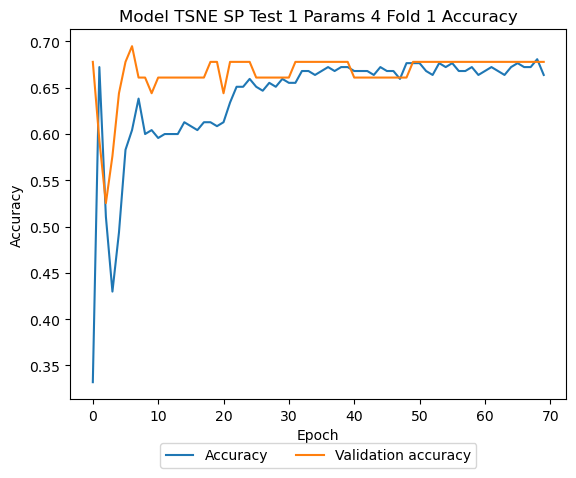 Model TSNE SP Test 1 Params 4 Fold 1 Accuracy
0.70
0.65
0.60
0.55
0.50
0.45
0.40
0.35
Accuracy
0 10 20 30 40 50 60 70
Epoch
Accuracy Validation accuracy